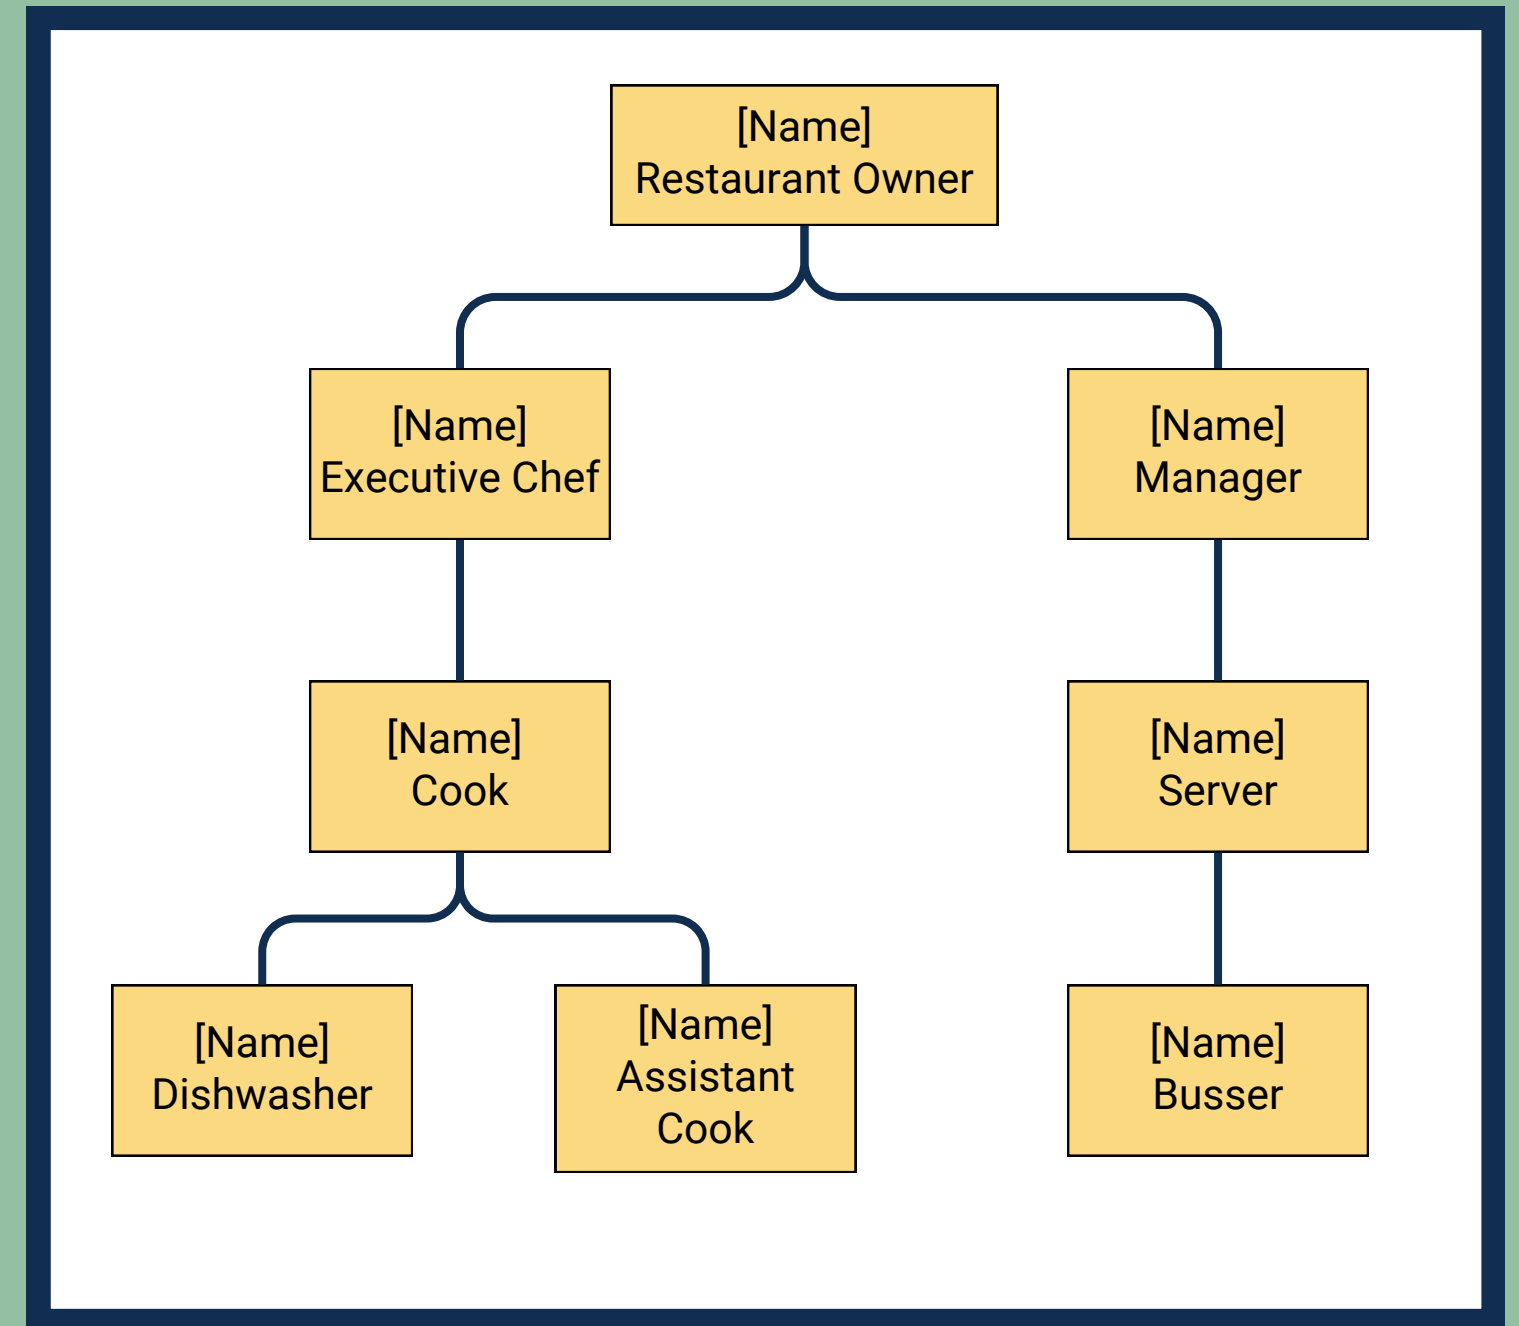 [Name]
Restaurant Owner
[Name]
Executive Chef
[Name]
Manager
[Name]
Cook
[Name]
Server
[Name]
Dishwasher
[Name]
Assistant
Cook
[Name]
Busser